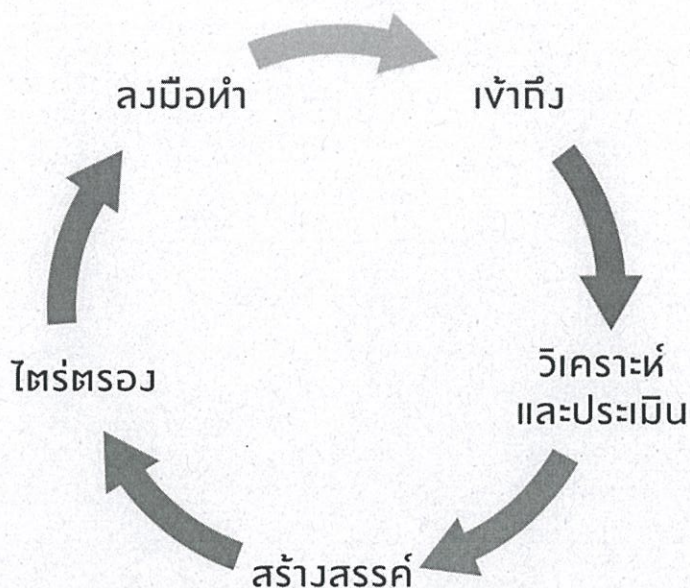 ลงมือทำ
เข้าถึง
วิเคราะห์
และประเมิน
สร้างสรรค์
ไตร่ตรอง